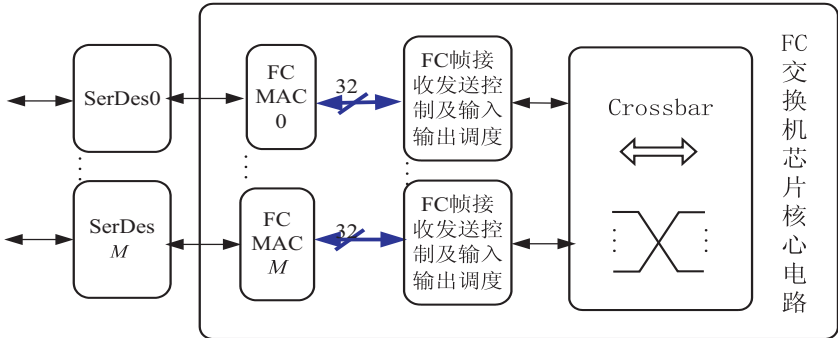 SerDes0
FC
MAC
0
32
FC帧接
收发送控
制及输入
输出调度
Crossbar
FC
交
换
机
芯
片
核
心
电
路
SerDes
M
FC
MAC
M
32
FC帧接
收发送控
制及输入
输出调度